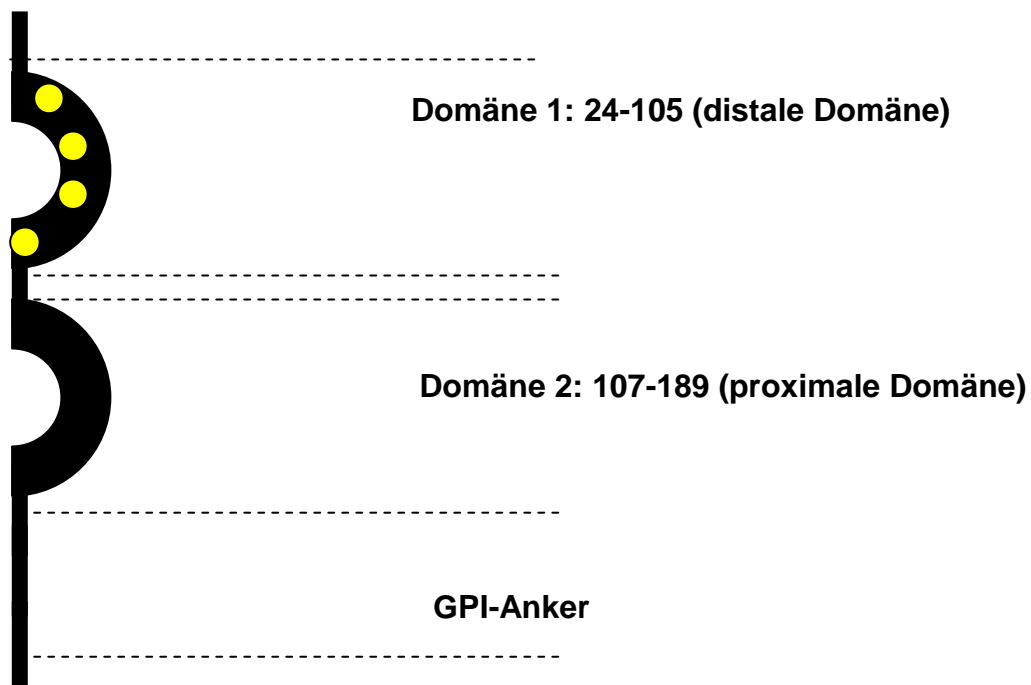 Domäne 1: 24-105 (distale Domäne)
Domäne 2: 107-189 (proximale Domäne)
GPI-Anker